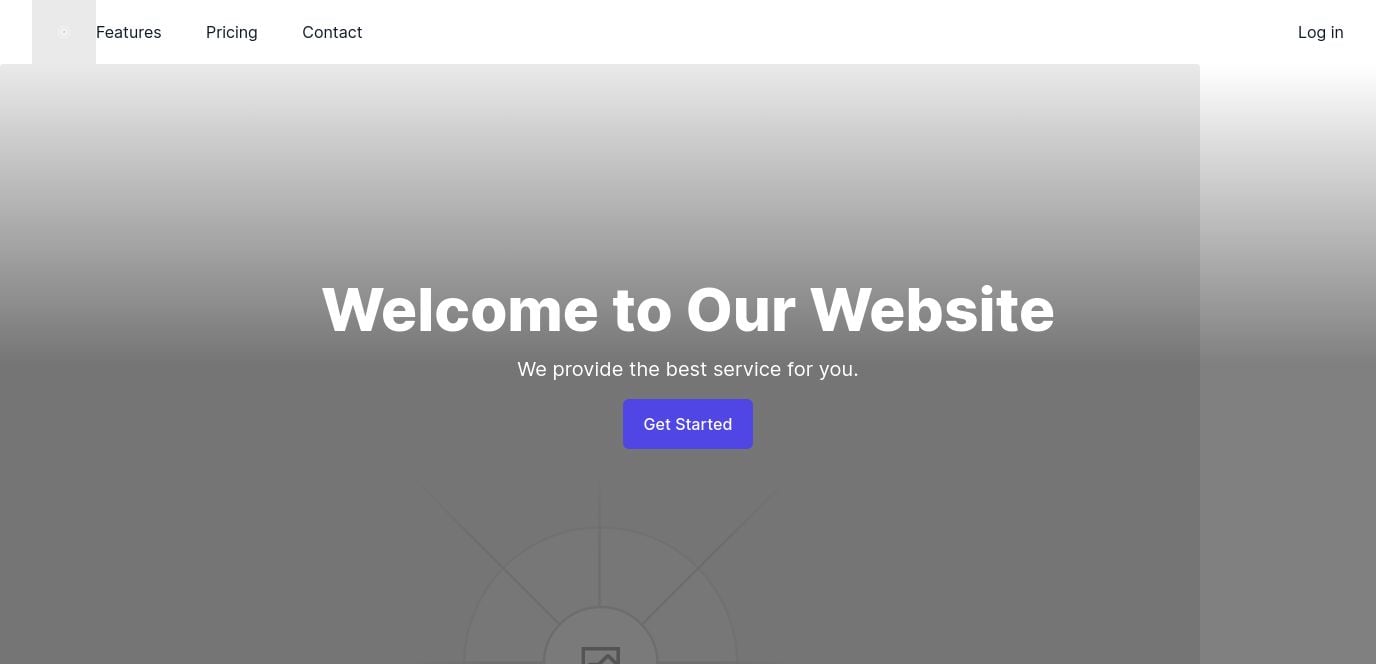 Features
Pricing
Contact
Log in
Welcome to Our Website
We provide the best service for you.
Get Started